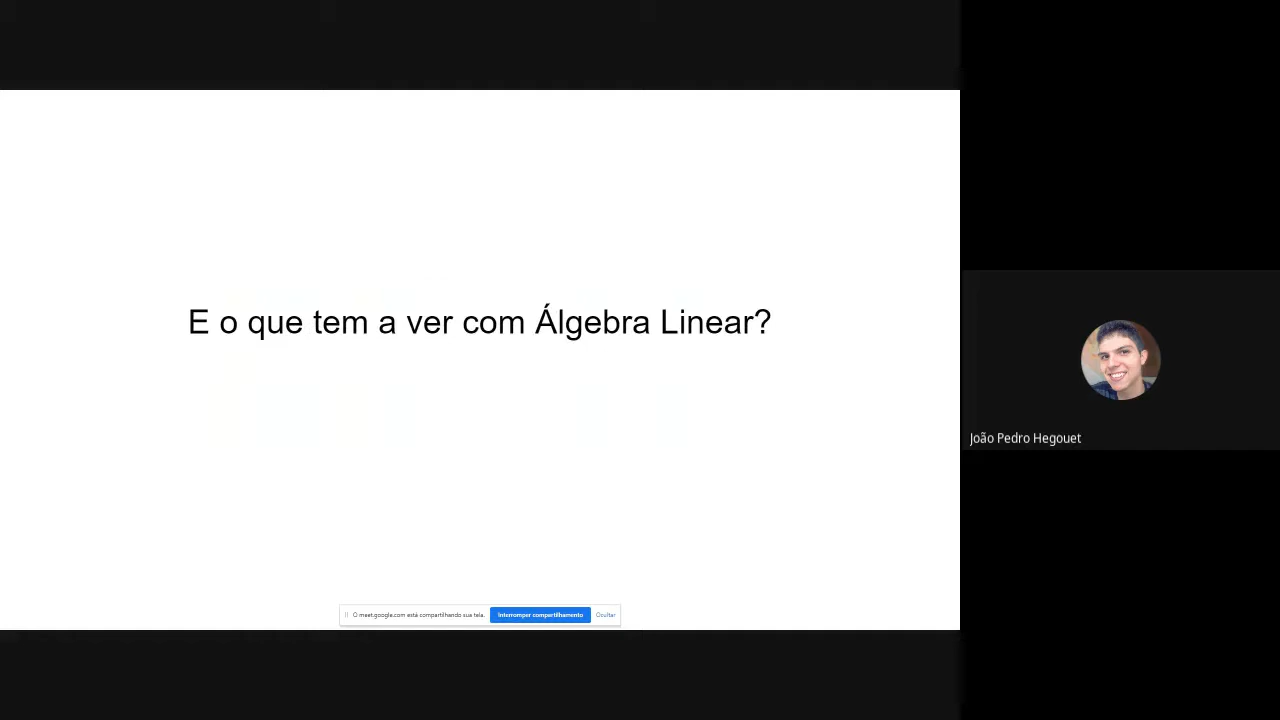 E o que tem a ver com Álgebra Linear?
João Pedro Hegouet
O meet.google.com está compartilhando sua tela. Interromper compartilhamento Ocultar